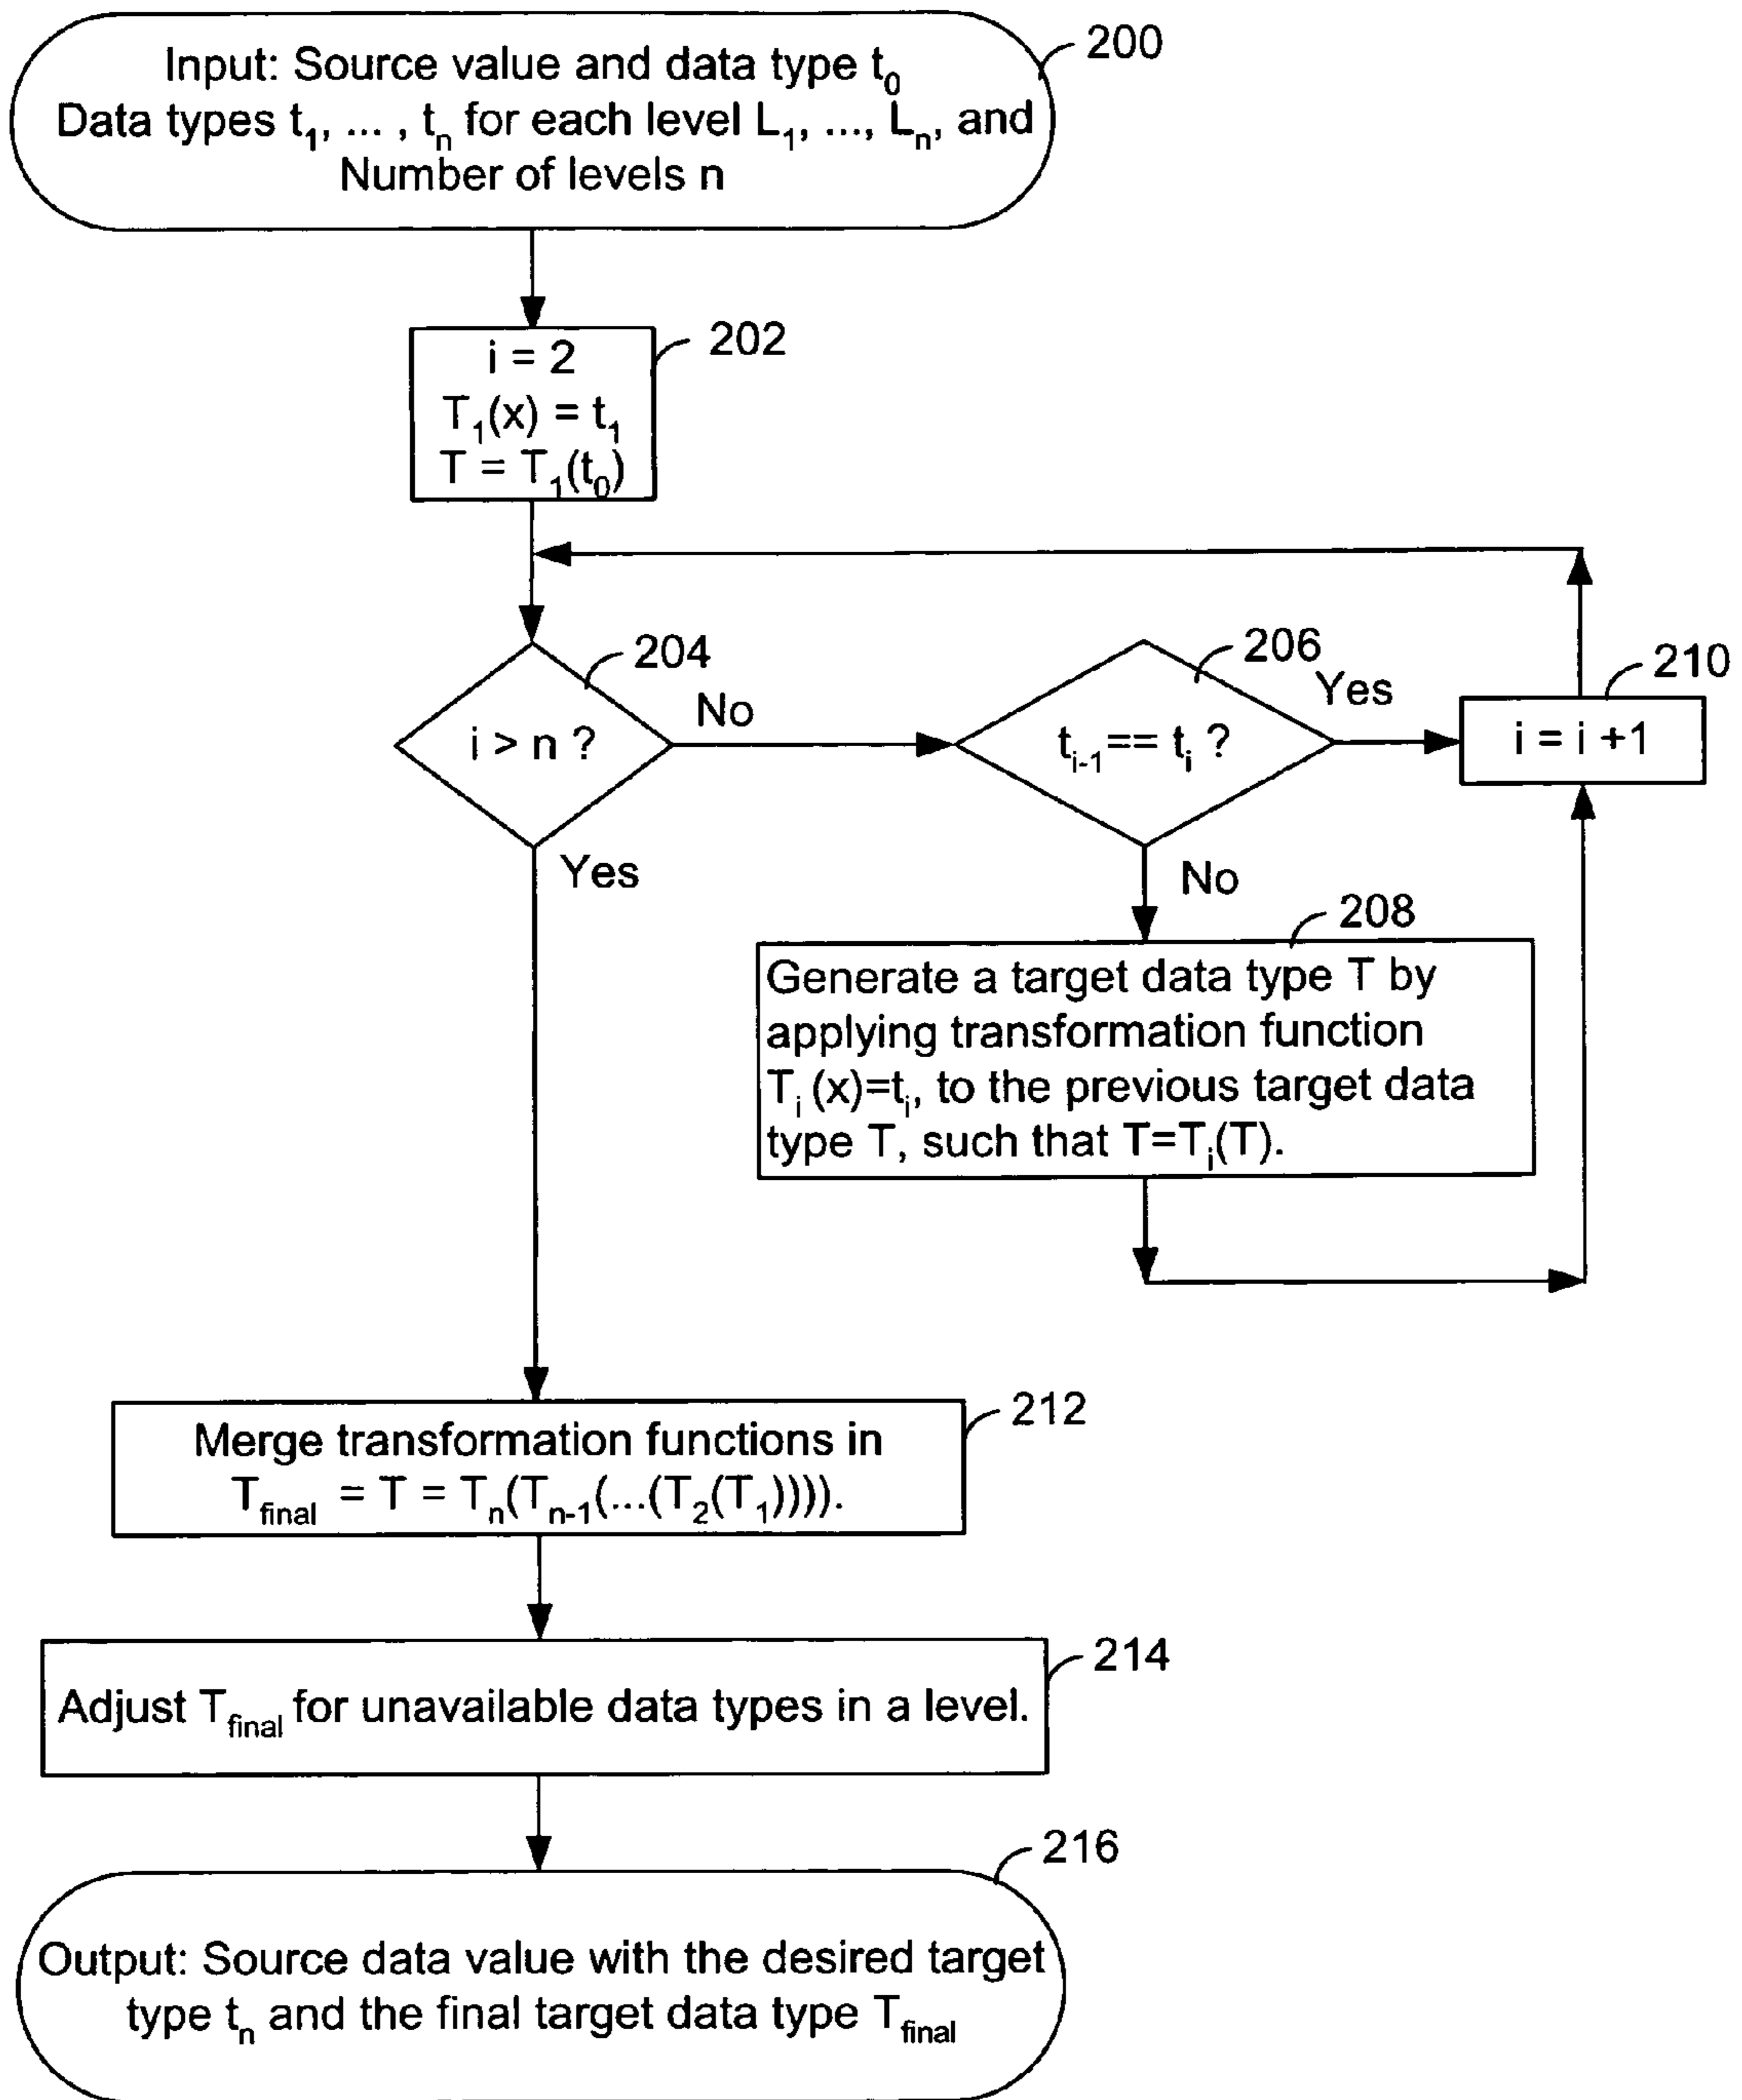 200
Input: Source value and data type t₀
Data types t₁, ... , tₙ for each level L₁, ..., Lₙ, and
Number of levels n
202
i = 2
T₁(x) = t₁
T = T₁(t₀)
204
i > n ?
No
Yes
206
tᵢ₋₁== tᵢ ?
Yes
No
210
i = i +1
208
Generate a target data type T by
applying transformation function
Tᵢ (x)=tᵢ, to the previous target data
type T, such that T=Tᵢ(T).
212
Merge transformation functions in
T_final = T = Tₙ(Tₙ₋₁(...(T₂(T₁)))).
214
Adjust T_final for unavailable data types in a level.
216
Output: Source data value with the desired target
type tₙ and the final target data type T_final